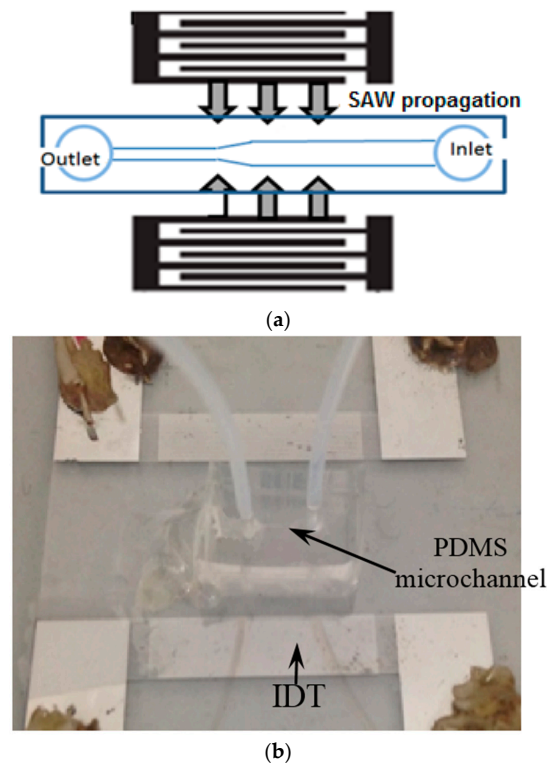 SAW propagation
Outlet
Inlet
(a)
PDMS
microchannel
IDT
(b)